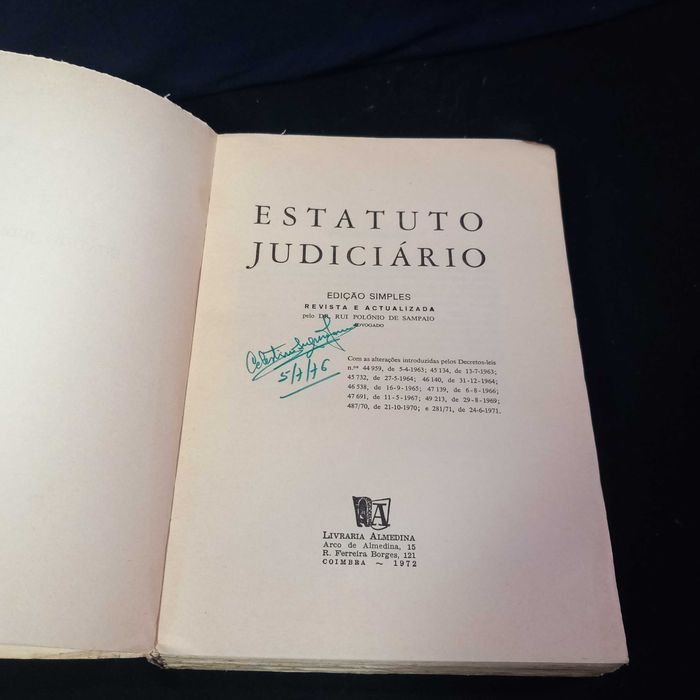 ESTATUTO
JUDICIÁRIO
EDIÇÃO SIMPLES
REVISTA E ACTUALIZADA
pelo DR. RUI POLÓNIO DE SAMPAIO
ADVOGADO
Celestino
5/7/76
Com as alterações introduzidas pelos Decretos-leis
n.os 44 959, de 5-4-1963; 45 134, de 13-7-1963;
45 732, de 27-5-1964; 46 140, de 31-12-1964;
46 538, de 16-9-1965; 47 139, de 6-8-1966;
47 691, de 11-5-1967; 49 213, de 29-8-1969;
487/70, de 21-10-1970; e 281/71, de 24-6-1971.
A
LIVRARIA ALMEDINA
Arco de Almedina, 15
R. Ferreira Borges, 121
COIMBRA ~ 1972